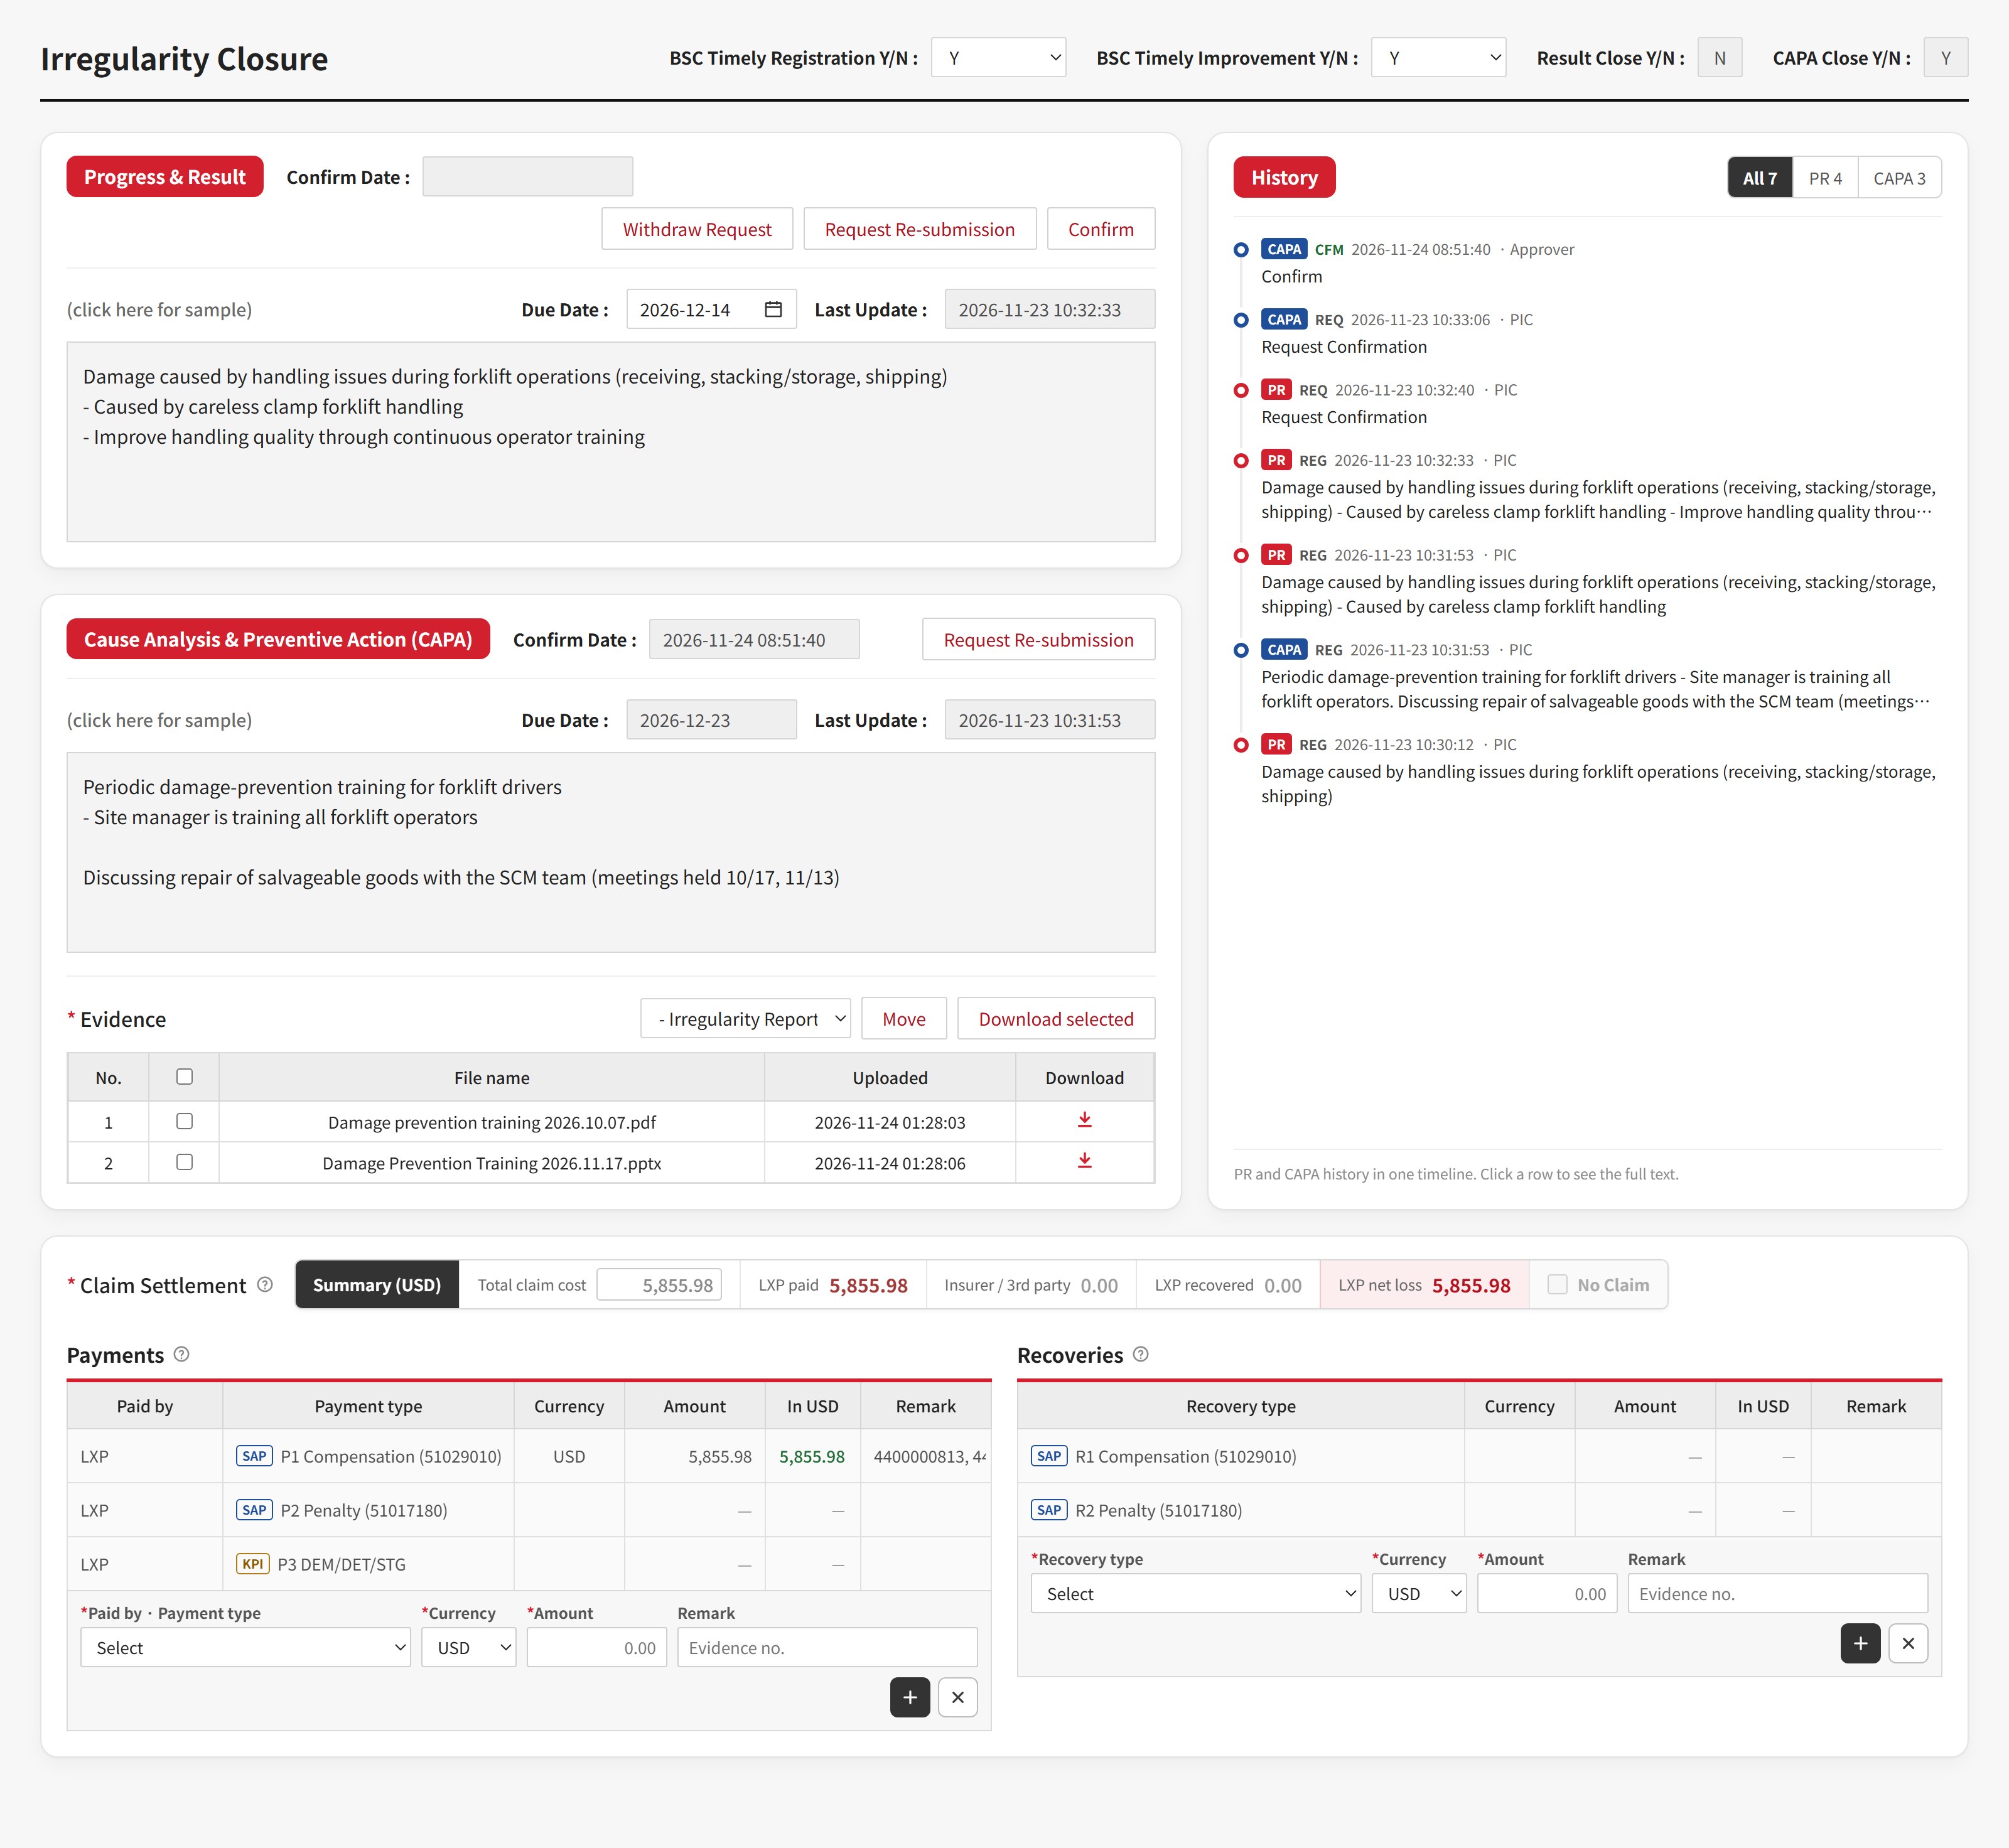 Irregularity Closure
BSC Timely Registration Y/N : Y
BSC Timely Improvement Y/N : Y
Result Close Y/N : N
CAPA Close Y/N : Y
Progress & Result
Confirm Date :
Withdraw Request
Request Re-submission
Confirm
(click here for sample)
Due Date : 2026-12-14
Last Update : 2026-11-23 10:32:33
Damage caused by handling issues during forklift operations (receiving, stacking/storage, shipping)
- Caused by careless clamp forklift handling
- Improve handling quality through continuous operator training
Cause Analysis & Preventive Action (CAPA)
Confirm Date : 2026-11-24 08:51:40
Request Re-submission
(click here for sample)
Due Date : 2026-12-23
Last Update : 2026-11-23 10:31:53
Periodic damage-prevention training for forklift drivers
- Site manager is training all forklift operators
Discussing repair of salvageable goods with the SCM team (meetings held 10/17, 11/13)
* Evidence
- Irregularity Report
Move
Download selected
No. File name Uploaded Download
1 Damage prevention training 2026.10.07.pdf 2026-11-24 01:28:03
2 Damage Prevention Training 2026.11.17.pptx 2026-11-24 01:28:06
History
All 7 PR 4 CAPA 3
CAPA CFM 2026-11-24 08:51:40 · Approver
Confirm
CAPA REQ 2026-11-23 10:33:06 · PIC
Request Confirmation
PR REQ 2026-11-23 10:32:40 · PIC
Request Confirmation
PR REG 2026-11-23 10:32:33 · PIC
Damage caused by handling issues during forklift operations (receiving, stacking/storage,
shipping) - Caused by careless clamp forklift handling - Improve handling quality throu…
PR REG 2026-11-23 10:31:53 · PIC
Damage caused by handling issues during forklift operations (receiving, stacking/storage,
shipping) - Caused by careless clamp forklift handling
CAPA REG 2026-11-23 10:31:53 · PIC
Periodic damage-prevention training for forklift drivers - Site manager is training all
forklift operators. Discussing repair of salvageable goods with the SCM team (meetings…
PR REG 2026-11-23 10:30:12 · PIC
Damage caused by handling issues during forklift operations (receiving, stacking/storage,
shipping)
PR and CAPA history in one timeline. Click a row to see the full text.
* Claim Settlement ?
Summary (USD) Total claim cost 5,855.98 LXP paid 5,855.98 Insurer / 3rd party 0.00 LXP recovered 0.00 LXP net loss 5,855.98 No Claim
Payments ?
Paid by Payment type Currency Amount In USD Remark
LXP SAP P1 Compensation (51029010) USD 5,855.98 5,855.98 4400000813, 44
LXP SAP P2 Penalty (51017180) — —
LXP KPI P3 DEM/DET/STG — —
*Paid by · Payment type *Currency *Amount Remark
Select USD 0.00 Evidence no.
+ ×
Recoveries ?
Recovery type Currency Amount In USD Remark
SAP R1 Compensation (51029010) — —
SAP R2 Penalty (51017180) — —
*Recovery type *Currency *Amount Remark
Select USD 0.00 Evidence no.
+ ×